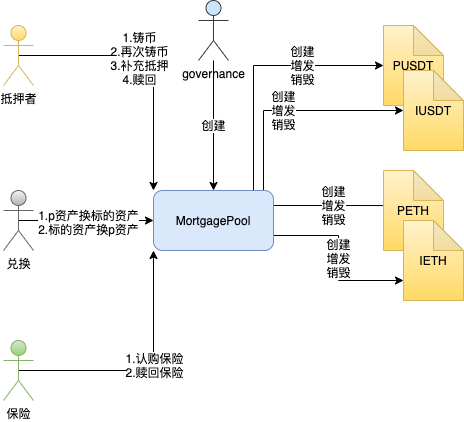 1.铸币
2.再次铸币
3.补充抵押
4.赎回
抵押者
governance
创建
创建
增发
销毁
PUSDT
创建
增发
销毁
IUSDT
1.p资产换标的资产
2.标的资产换p资产
兑换
MortgagePool
创建
增发
销毁
PETH
创建
增发
销毁
IETH
1.认购保险
2.赎回保险
保险